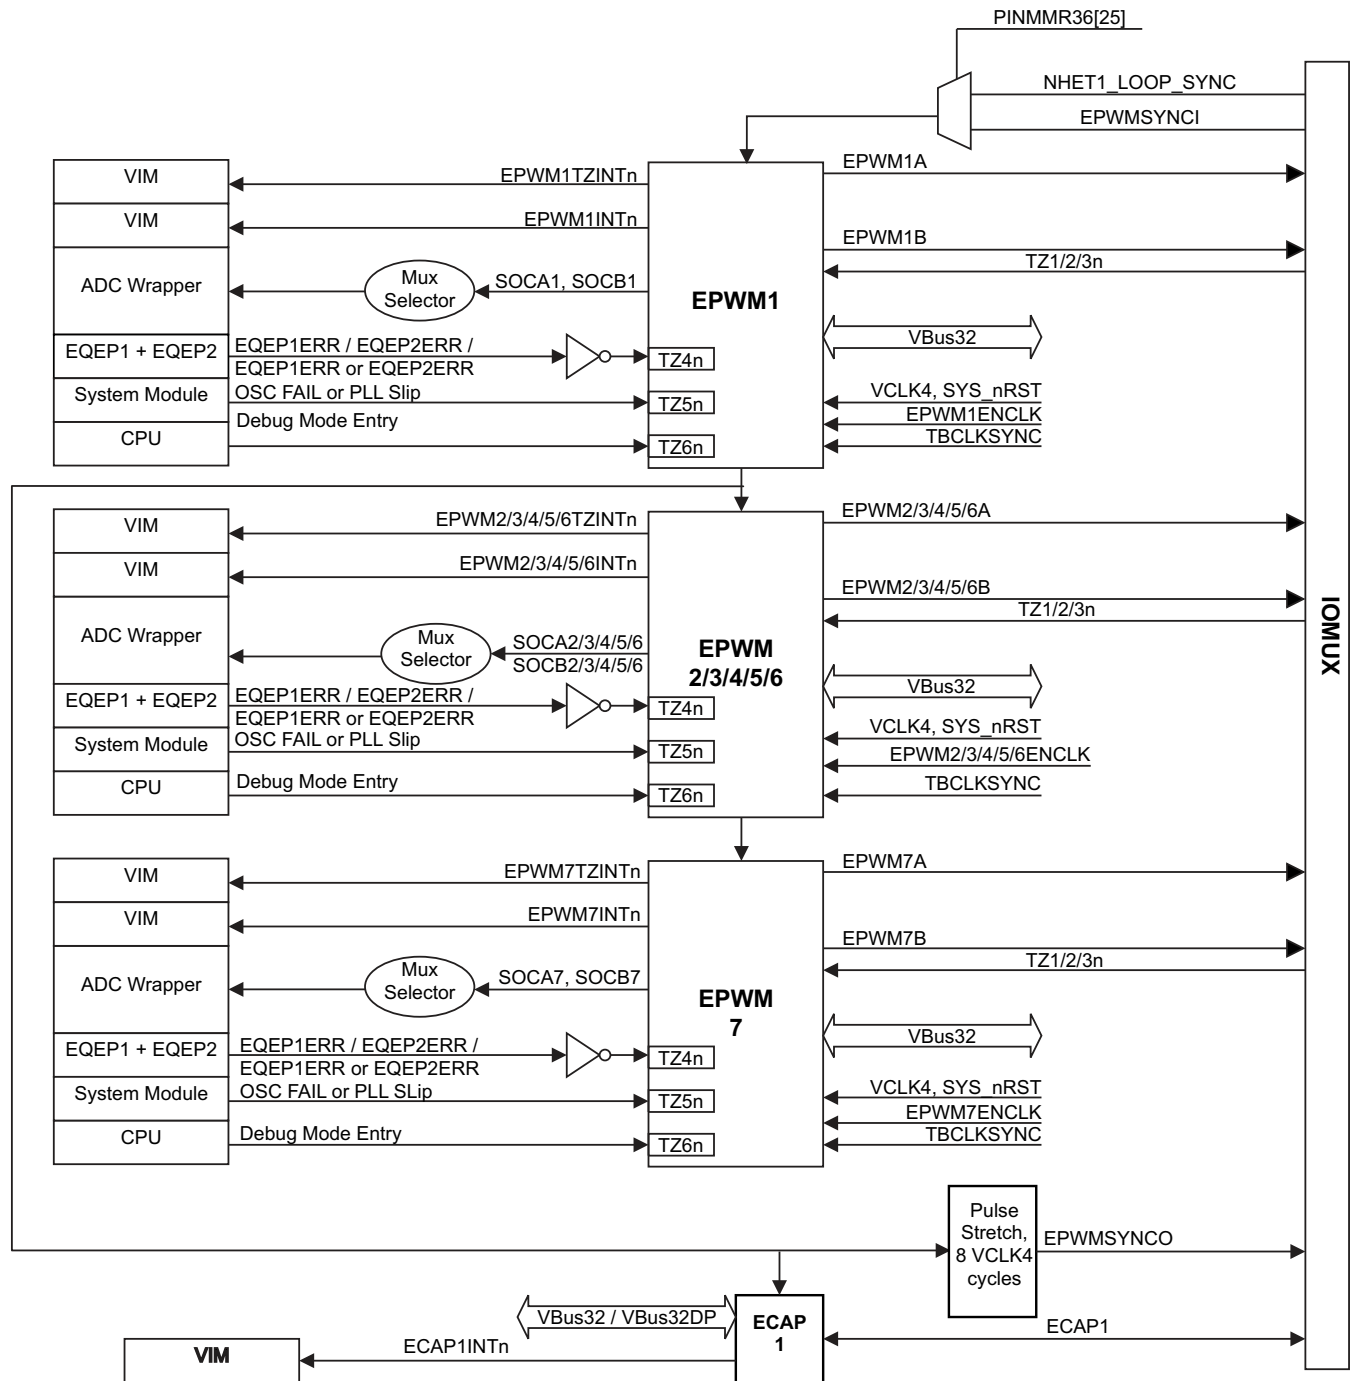 PINMMR36[25]
NHET1_LOOP_SYNC
EPWMSYNCI
VIM
EPWM1TZINTn
EPWM1A
VIM
EPWM1INTn
EPWM1B
TZ1/2/3n
ADC Wrapper
Mux
Selector
SOCA1, SOCB1
EPWM1
VBus32
EQEP1 + EQEP2
EQEP1ERR / EQEP2ERR /
EQEP1ERR or EQEP2ERR
TZ4n
System Module
OSC FAIL or PLL Slip
TZ5n
VCLK4, SYS_nRST
EPWM1ENCLK
TBCLKSYNC
CPU
Debug Mode Entry
TZ6n
VIM
EPWM2/3/4/5/6TZINTn
EPWM2/3/4/5/6A
VIM
EPWM2/3/4/5/6INTn
EPWM2/3/4/5/6B
TZ1/2/3n
ADC Wrapper
Mux
Selector
SOCA2/3/4/5/6
SOCB2/3/4/5/6
EPWM
2/3/4/5/6
VBus32
EQEP1 + EQEP2
EQEP1ERR / EQEP2ERR /
EQEP1ERR or EQEP2ERR
TZ4n
System Module
OSC FAIL or PLL Slip
TZ5n
VCLK4, SYS_nRST
EPWM2/3/4/5/6ENCLK
TBCLKSYNC
CPU
Debug Mode Entry
TZ6n
IOMUX
VIM
EPWM7TZINTn
EPWM7A
VIM
EPWM7INTn
EPWM7B
TZ1/2/3n
ADC Wrapper
Mux
Selector
SOCA7, SOCB7
EPWM
7
VBus32
EQEP1 + EQEP2
EQEP1ERR / EQEP2ERR /
EQEP1ERR or EQEP2ERR
TZ4n
System Module
OSC FAIL or PLL SLip
TZ5n
VCLK4, SYS_nRST
EPWM7ENCLK
TBCLKSYNC
CPU
Debug Mode Entry
TZ6n
Pulse
Stretch,
8 VCLK4
cycles
EPWMSYNCO
VBus32 / VBus32DP
ECAP
1
ECAP1
VIM
ECAP1INTn